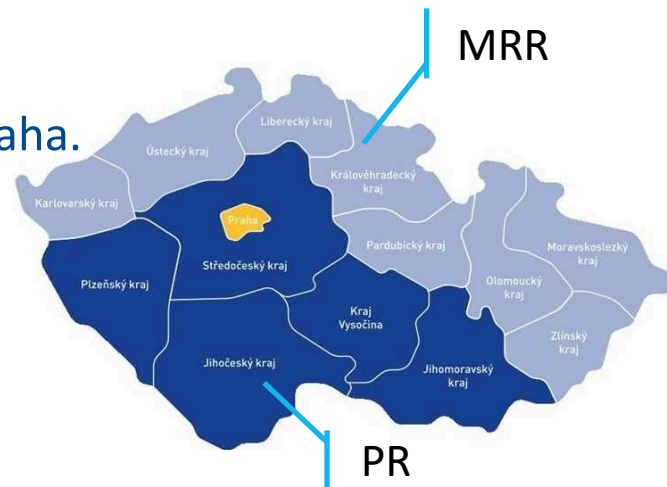 MRR
aha.
Liberecký kraj
Ústecký kraj
Královéhradecký
kraj
Karlovarský kraj
Praha
Pardubický kraj
Moravskoslezký
kraj
Středočeský kraj
Olomoucký
kraj
Plzeňský kraj
Kraj
Vysočina
Zlínský
kraj
Jihočeský kraj
Jihomoravský
kraj
PR